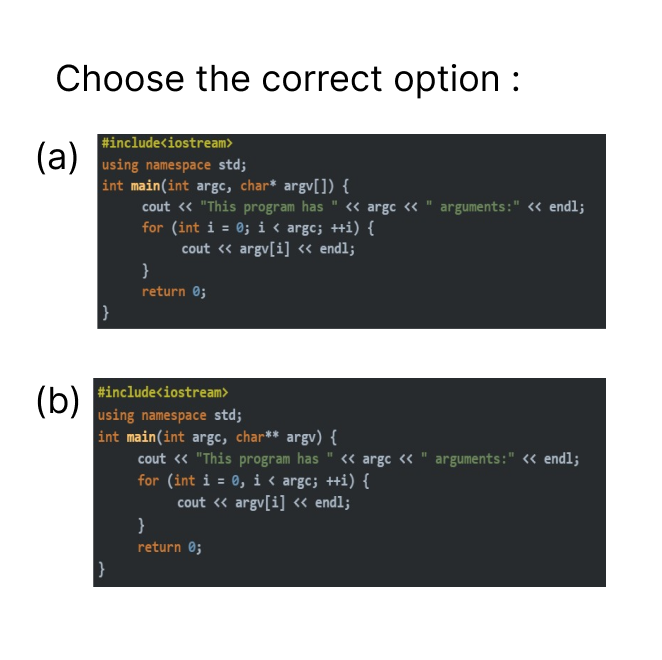 Choose the correct option :
(a)
#include<iostream>
using namespace std;
int main(int argc, char* argv[]) {
cout << "This program has " << argc << " arguments:" << endl;
for (int i = 0; i < argc; ++i) {
cout << argv[i] << endl;
}
return 0;
}
(b)
#include<iostream>
using namespace std;
int main(int argc, char** argv) {
cout << "This program has " << argc << " arguments:" << endl;
for (int i = 0, i < argc; ++i) {
cout << argv[i] << endl;
}
return 0;
}